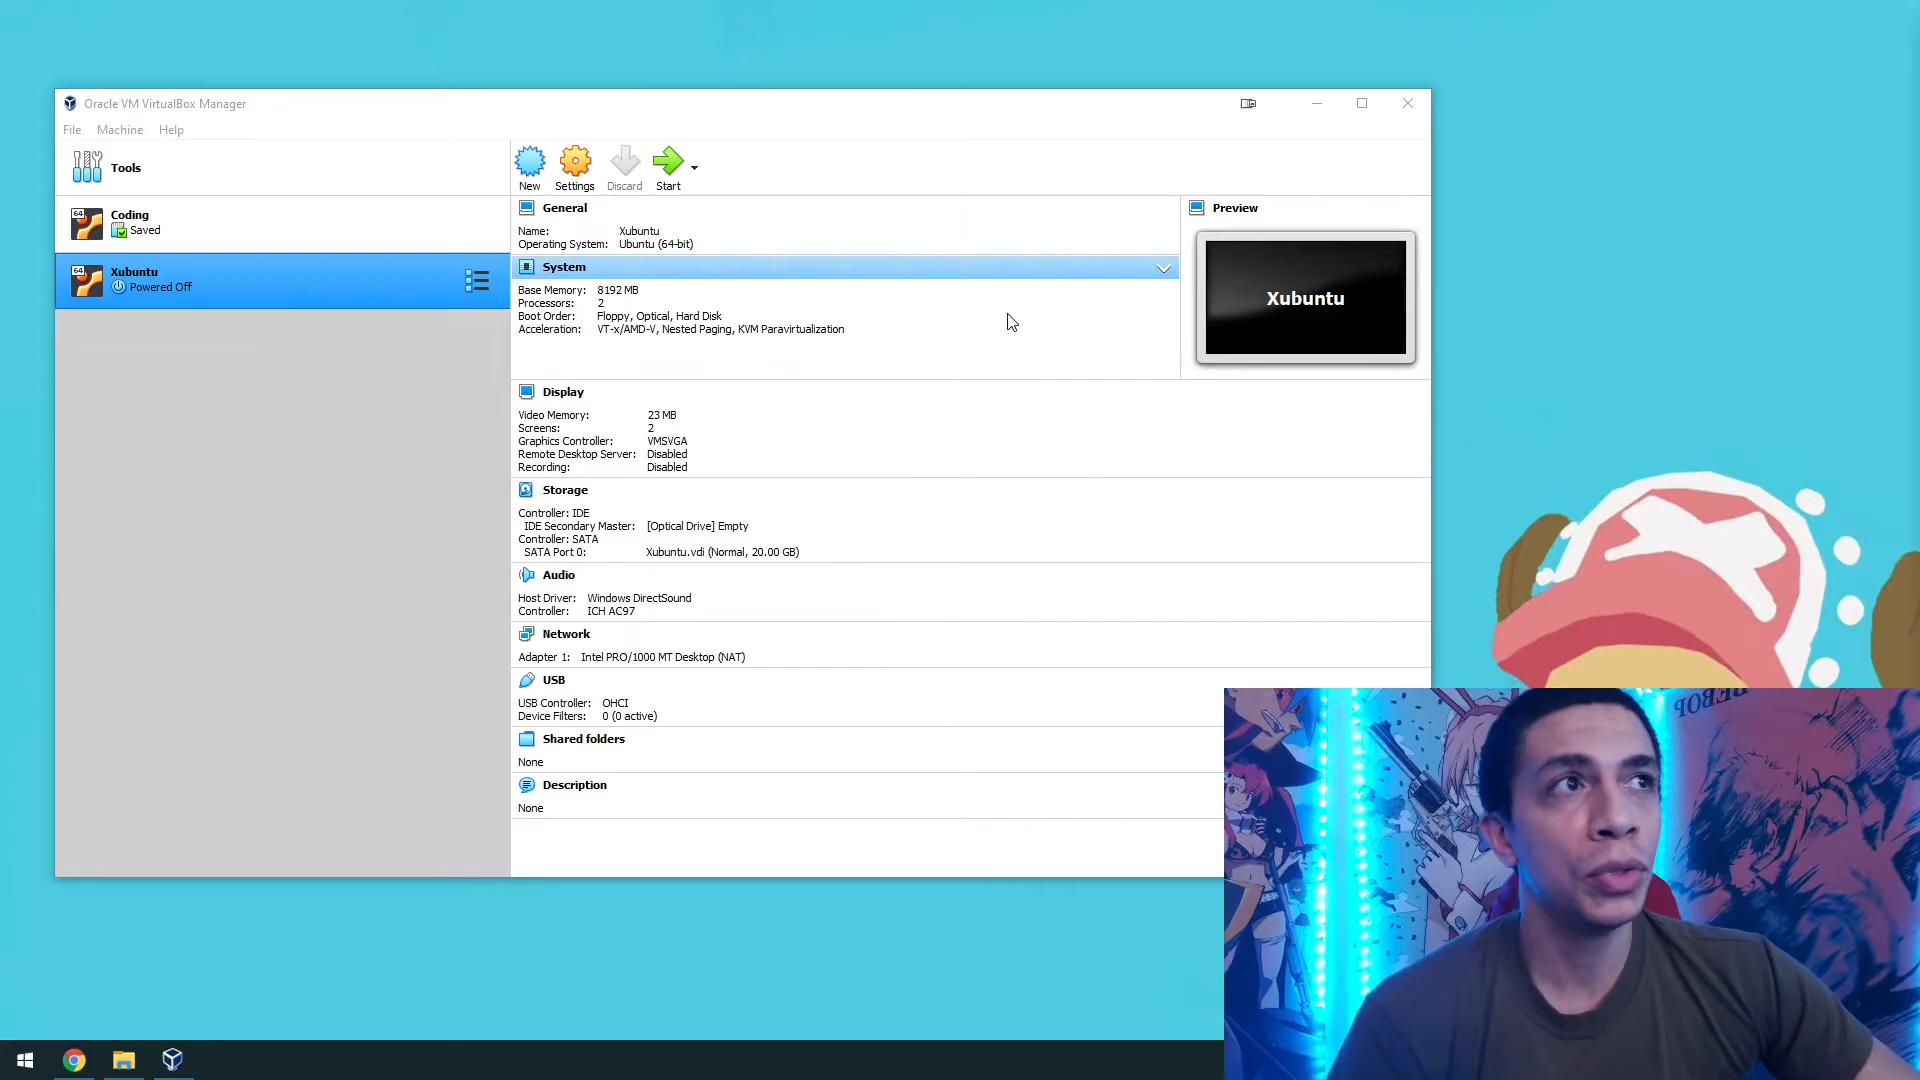 Oracle VM VirtualBox Manager
File Machine Help
Tools
New Settings Discard Start
64 Coding
Saved
64 Xubuntu
Powered Off
General
Name: Xubuntu
Operating System: Ubuntu (64-bit)
System
Base Memory: 8192 MB
Processors: 2
Boot Order: Floppy, Optical, Hard Disk
Acceleration: VT-x/AMD-V, Nested Paging, KVM Paravirtualization
Preview
Xubuntu
Display
Video Memory: 23 MB
Screens: 2
Graphics Controller: VMSVGA
Remote Desktop Server: Disabled
Recording: Disabled
Storage
Controller: IDE
IDE Secondary Master: [Optical Drive] Empty
Controller: SATA
SATA Port 0: Xubuntu.vdi (Normal, 20.00 GB)
Audio
Host Driver: Windows DirectSound
Controller: ICH AC97
Network
Adapter 1: Intel PRO/1000 MT Desktop (NAT)
USB
USB Controller: OHCI
Device Filters: 0 (0 active)
Shared folders
None
Description
None